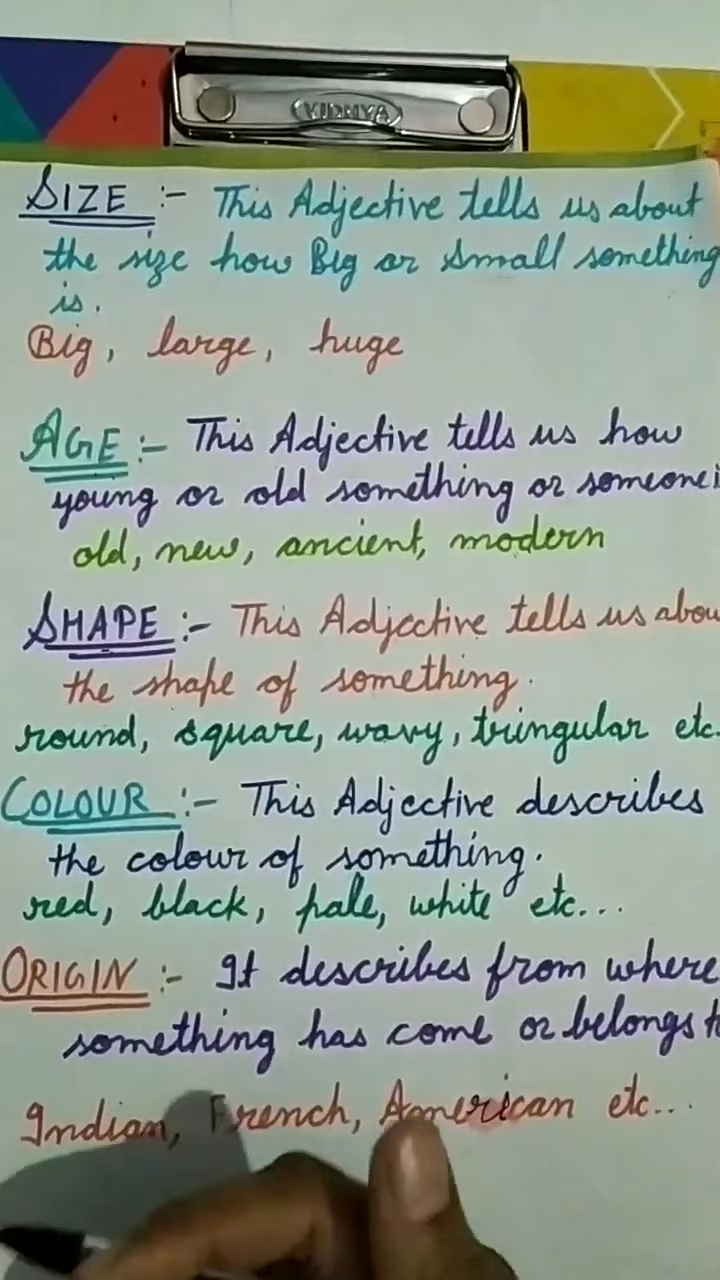 VIDHYA
SIZE :- This Adjective tells us about
the size how Big or Small something
is.
Big, large, huge
AGE :- This Adjective tells us how
young or old something or someone i
old, new, ancient, modern
SHAPE :- This Adjective tells us abou
the shape of something.
round, square, wavy, tringular etc.
COLOUR :- This Adjective describes
the colour of something.
red, black, pale, white etc...
ORIGIN :- It describes from where
something has come or belongs t
Indian, French, American etc...